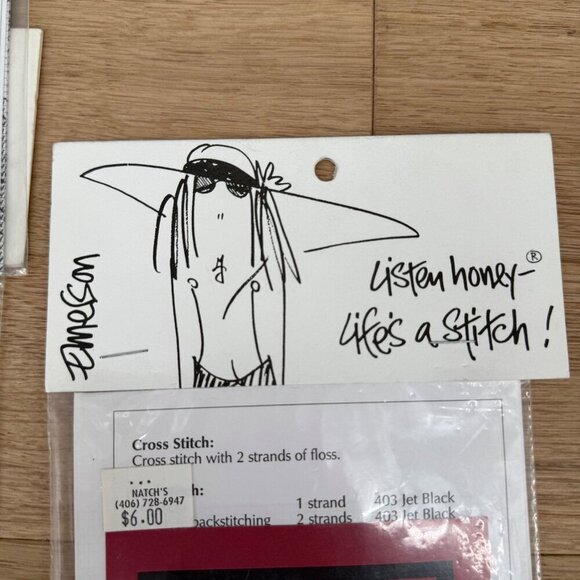 Emerson
Listen honey-®
Life's a Stitch!
Cross Stitch:
Cross stitch with 2 strands of floss.
h:
1 strand 403 Jet Black
backstitching 2 strands 403 Jet Black
...
NATCH'S
(406) 728-6947
$6.00